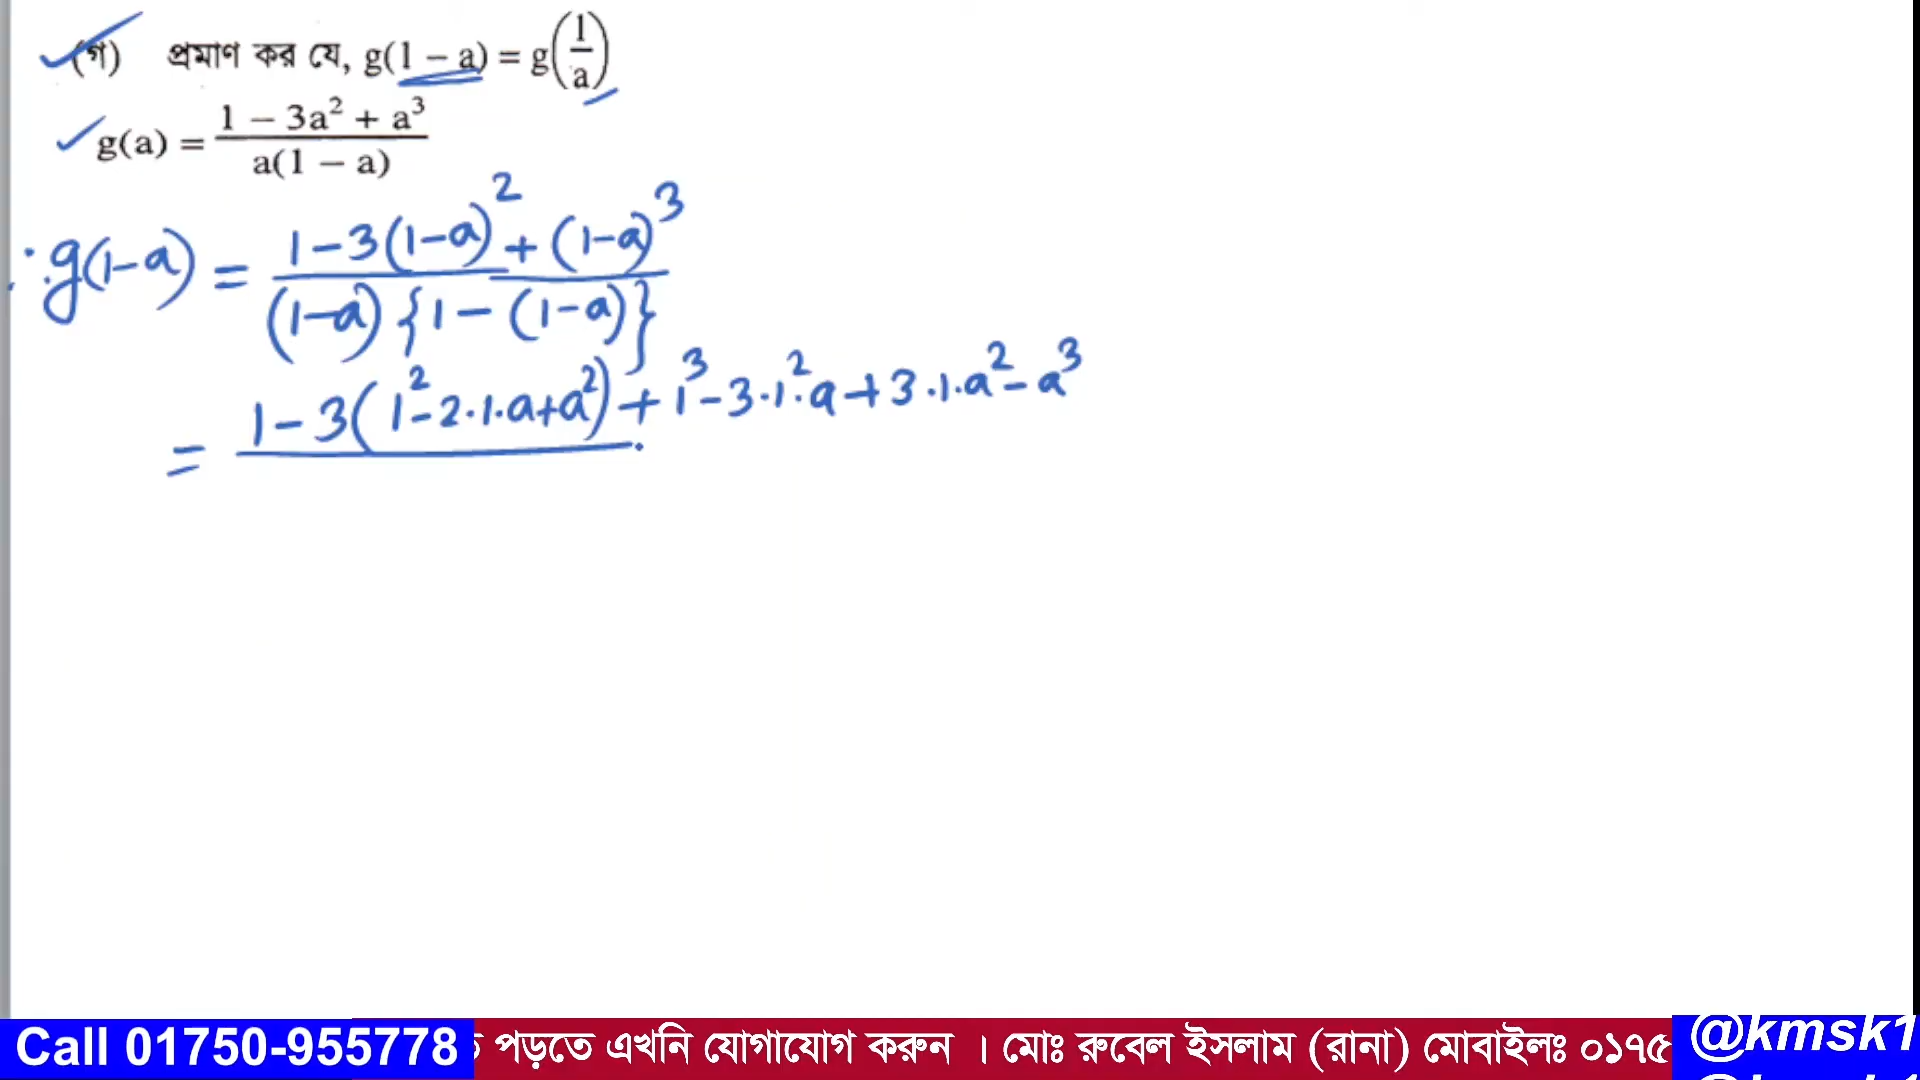 (গ) প্রমাণ কর যে, g(1 − a) = g(1/a)
g(a) = (1 − 3a² + a³)/(a(1 − a))
∴ g(1-a) = (1-3(1-a)² + (1-a)³)/((1-a){1-(1-a)})
= 1-3(1²-2·1·a+a²) + 1³-3·1²·a+3·1·a²-a³
Call 01750-955778
পড়তে এখনি যোগাযোগ করুন । মোঃ রুবেল ইসলাম (রানা) মোবাইলঃ ০১৭৫
@kmsk1